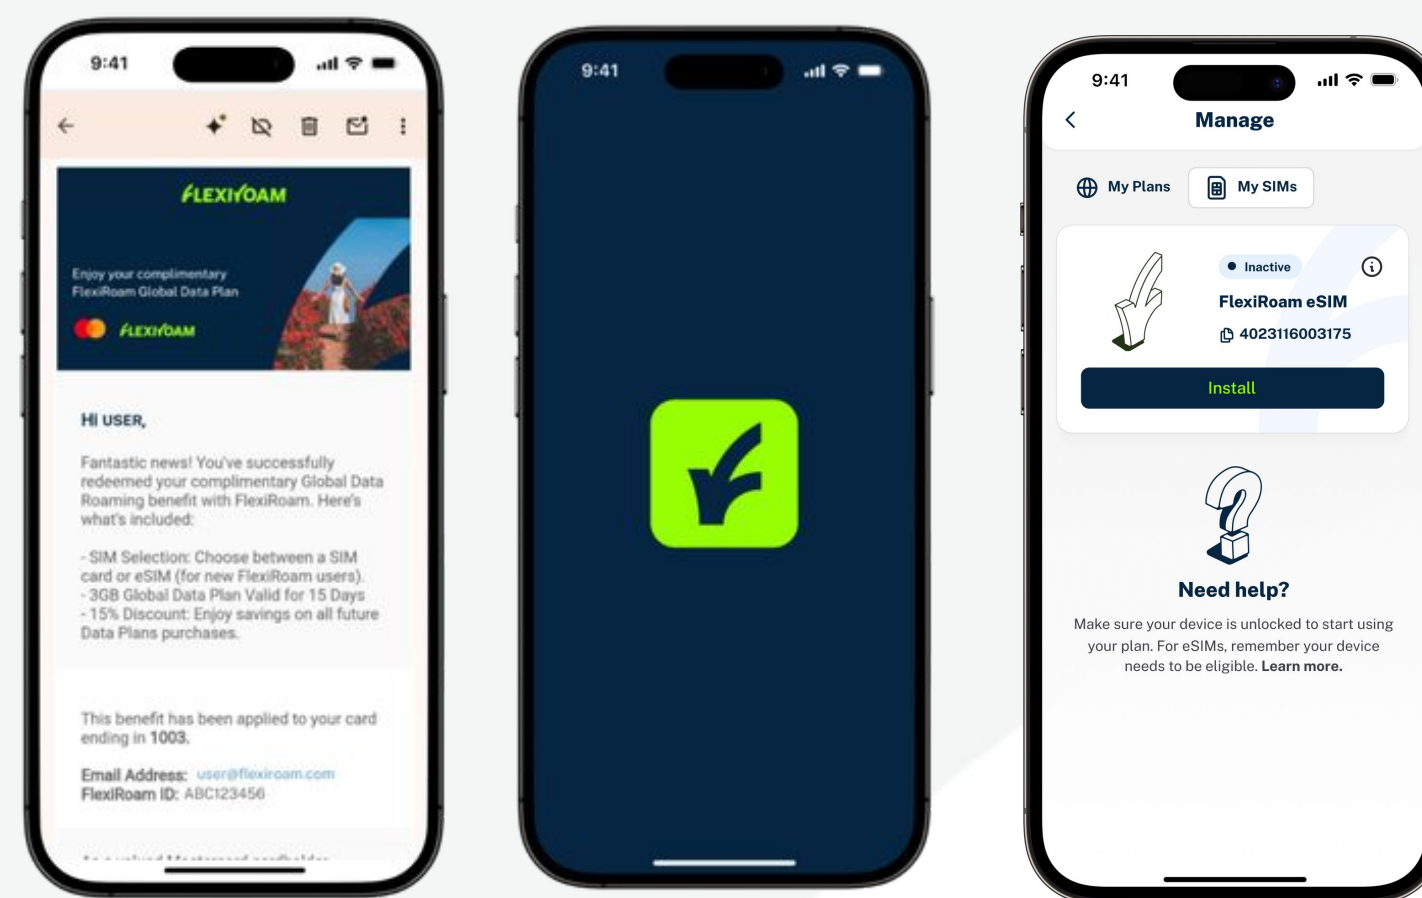 9:41
FLEXIROAM
Enjoy your complimentary
FlexiRoam Global Data Plan
FLEXIROAM
Hi USER,
Fantastic news! You've successfully
redeemed your complimentary Global Data
Roaming benefit with FlexiRoam. Here's
what's included:
- SIM Selection: Choose between a SIM
card or eSIM (for new FlexiRoam users).
- 3GB Global Data Plan Valid for 15 Days
- 15% Discount: Enjoy savings on all future
Data Plans purchases.
This benefit has been applied to your card
ending in 1003.
Email Address: user@flexiroam.com
FlexiRoam ID: ABC123456
As a valued Mastercard cardholder
9:41
9:41
Manage
My Plans
My SIMs
Inactive
FlexiRoam eSIM
4023116003175
Install
Need help?
Make sure your device is unlocked to start using
your plan. For eSIMs, remember your device
needs to be eligible. Learn more.